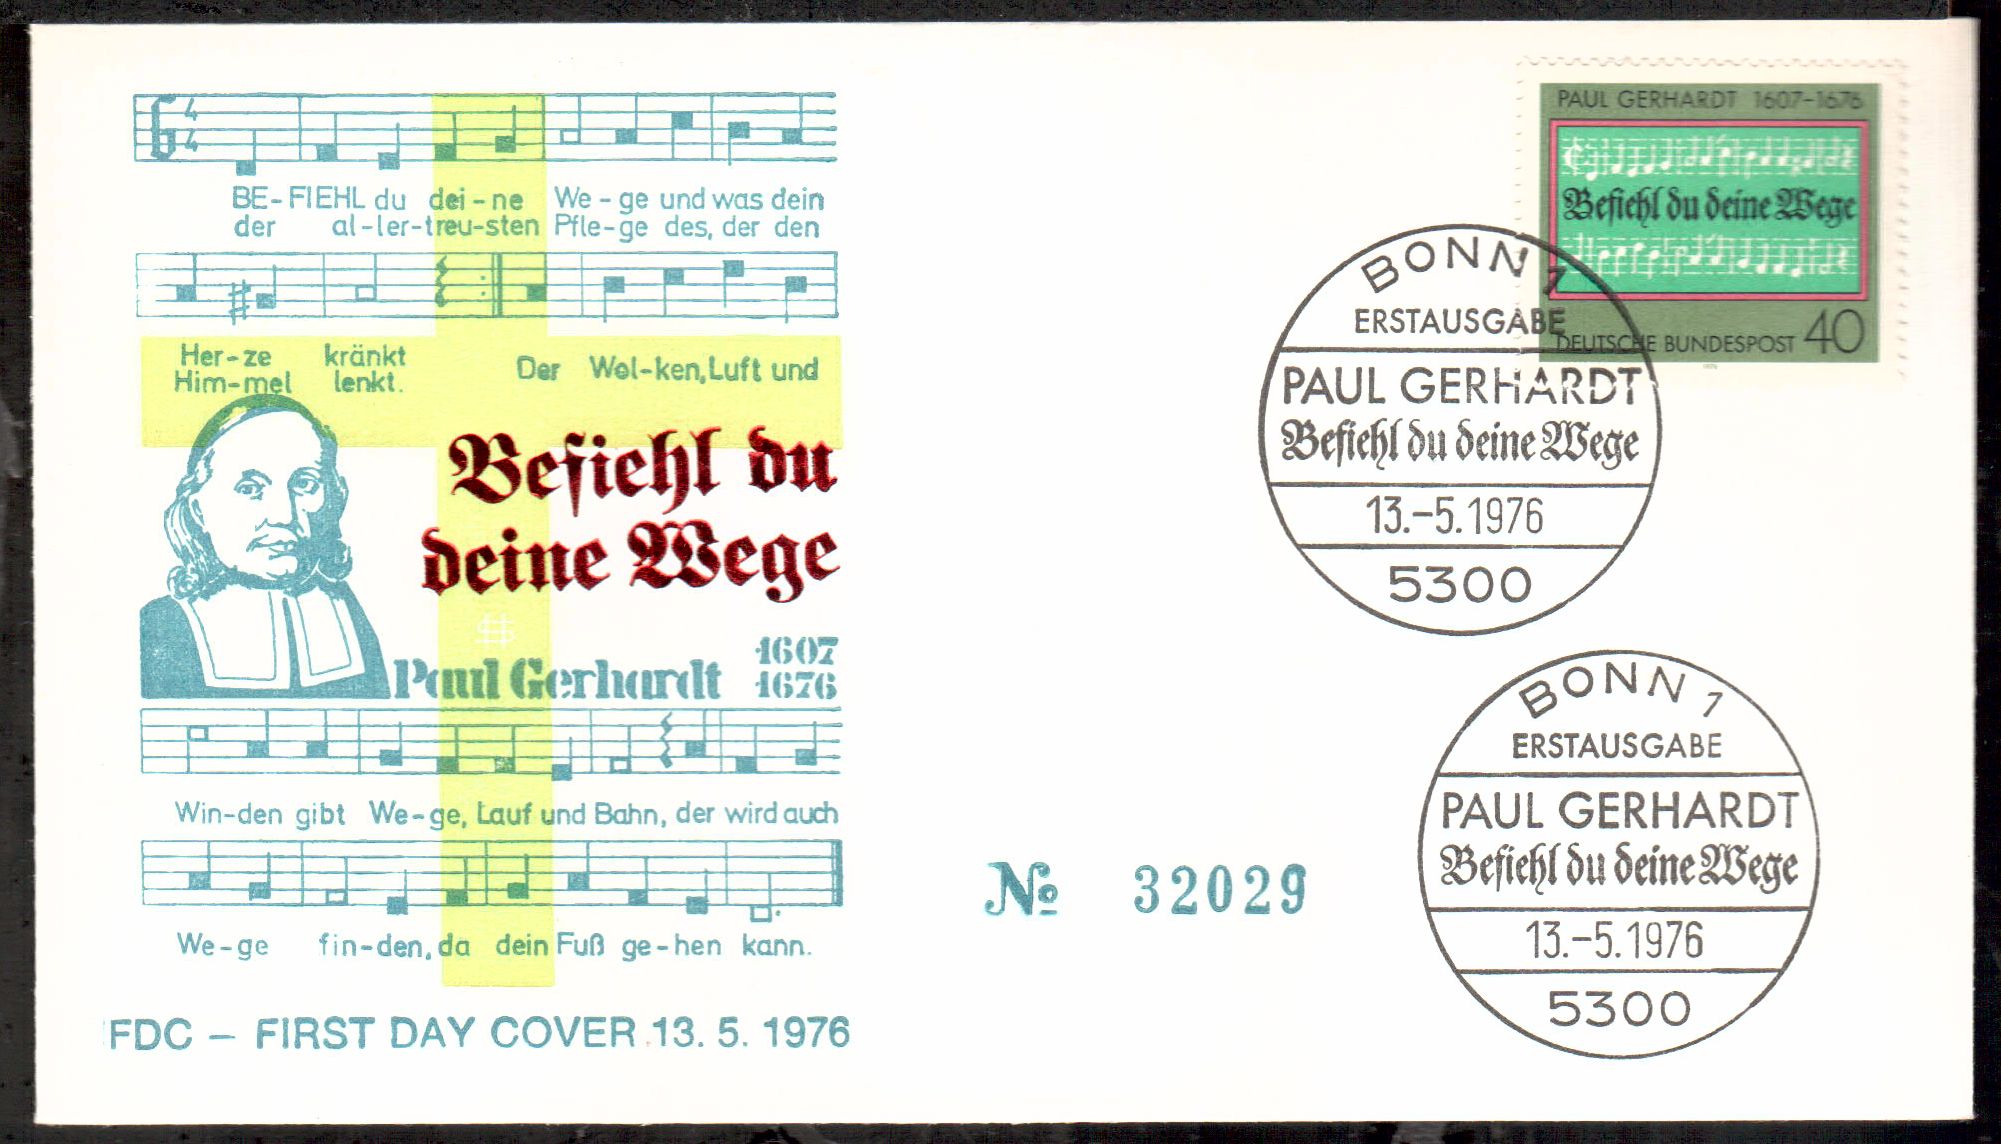 BE-FIEHL du dei-ne We-ge und was dein
der al-ler-treu-sten Pfle-ge des, der den
Her-ze kränkt Der Wol-ken, Luft und
Him-mel lenkt.
Befiehl du
deine Wege
Paul Gerhardt 1607
1676
Win-den gibt We-ge, Lauf und Bahn, der wird auch
We-ge fin-den, da dein Fuß ge-hen kann.
FDC – FIRST DAY COVER 13. 5. 1976
№ 32029
PAUL GERHARDT 1607-1676
Befiehl du deine Wege
DEUTSCHE BUNDESPOST 40
BONN 1
ERSTAUSGABE
PAUL GERHARDT
Befiehl du deine Wege
13.-5.1976
5300
BONN 1
ERSTAUSGABE
PAUL GERHARDT
Befiehl du deine Wege
13.-5.1976
5300